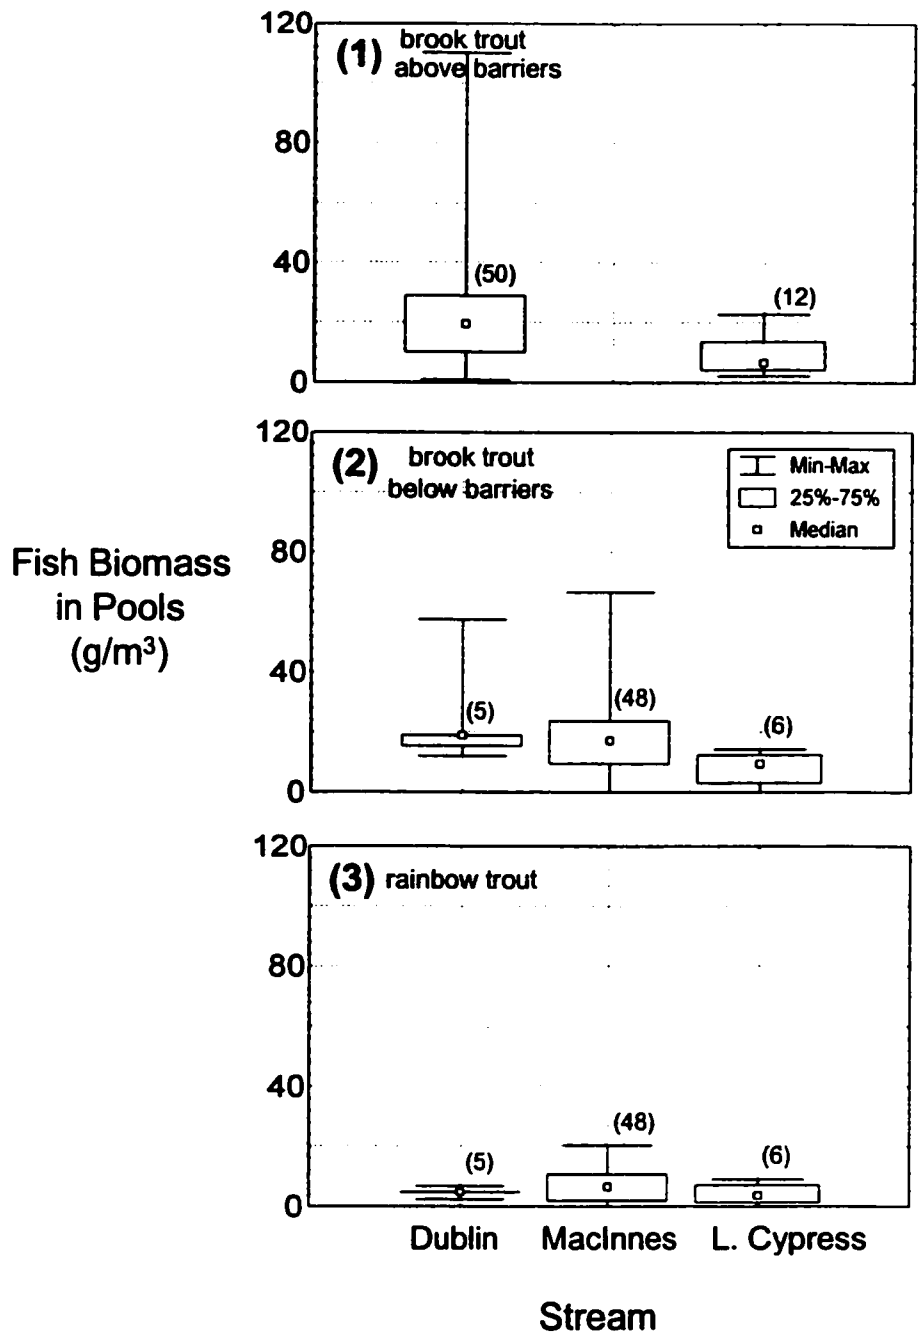 120
(1) brook trout
above barriers
80
40
(50)
(12)
0
120
(2) brook trout
below barriers
Min-Max
25%-75%
Median
80
Fish Biomass
in Pools
(g/m³)
40
(5)
(48)
(6)
0
120
(3) rainbow trout
80
40
(5)
(48)
(6)
0
Dublin MacInnes L. Cypress
Stream